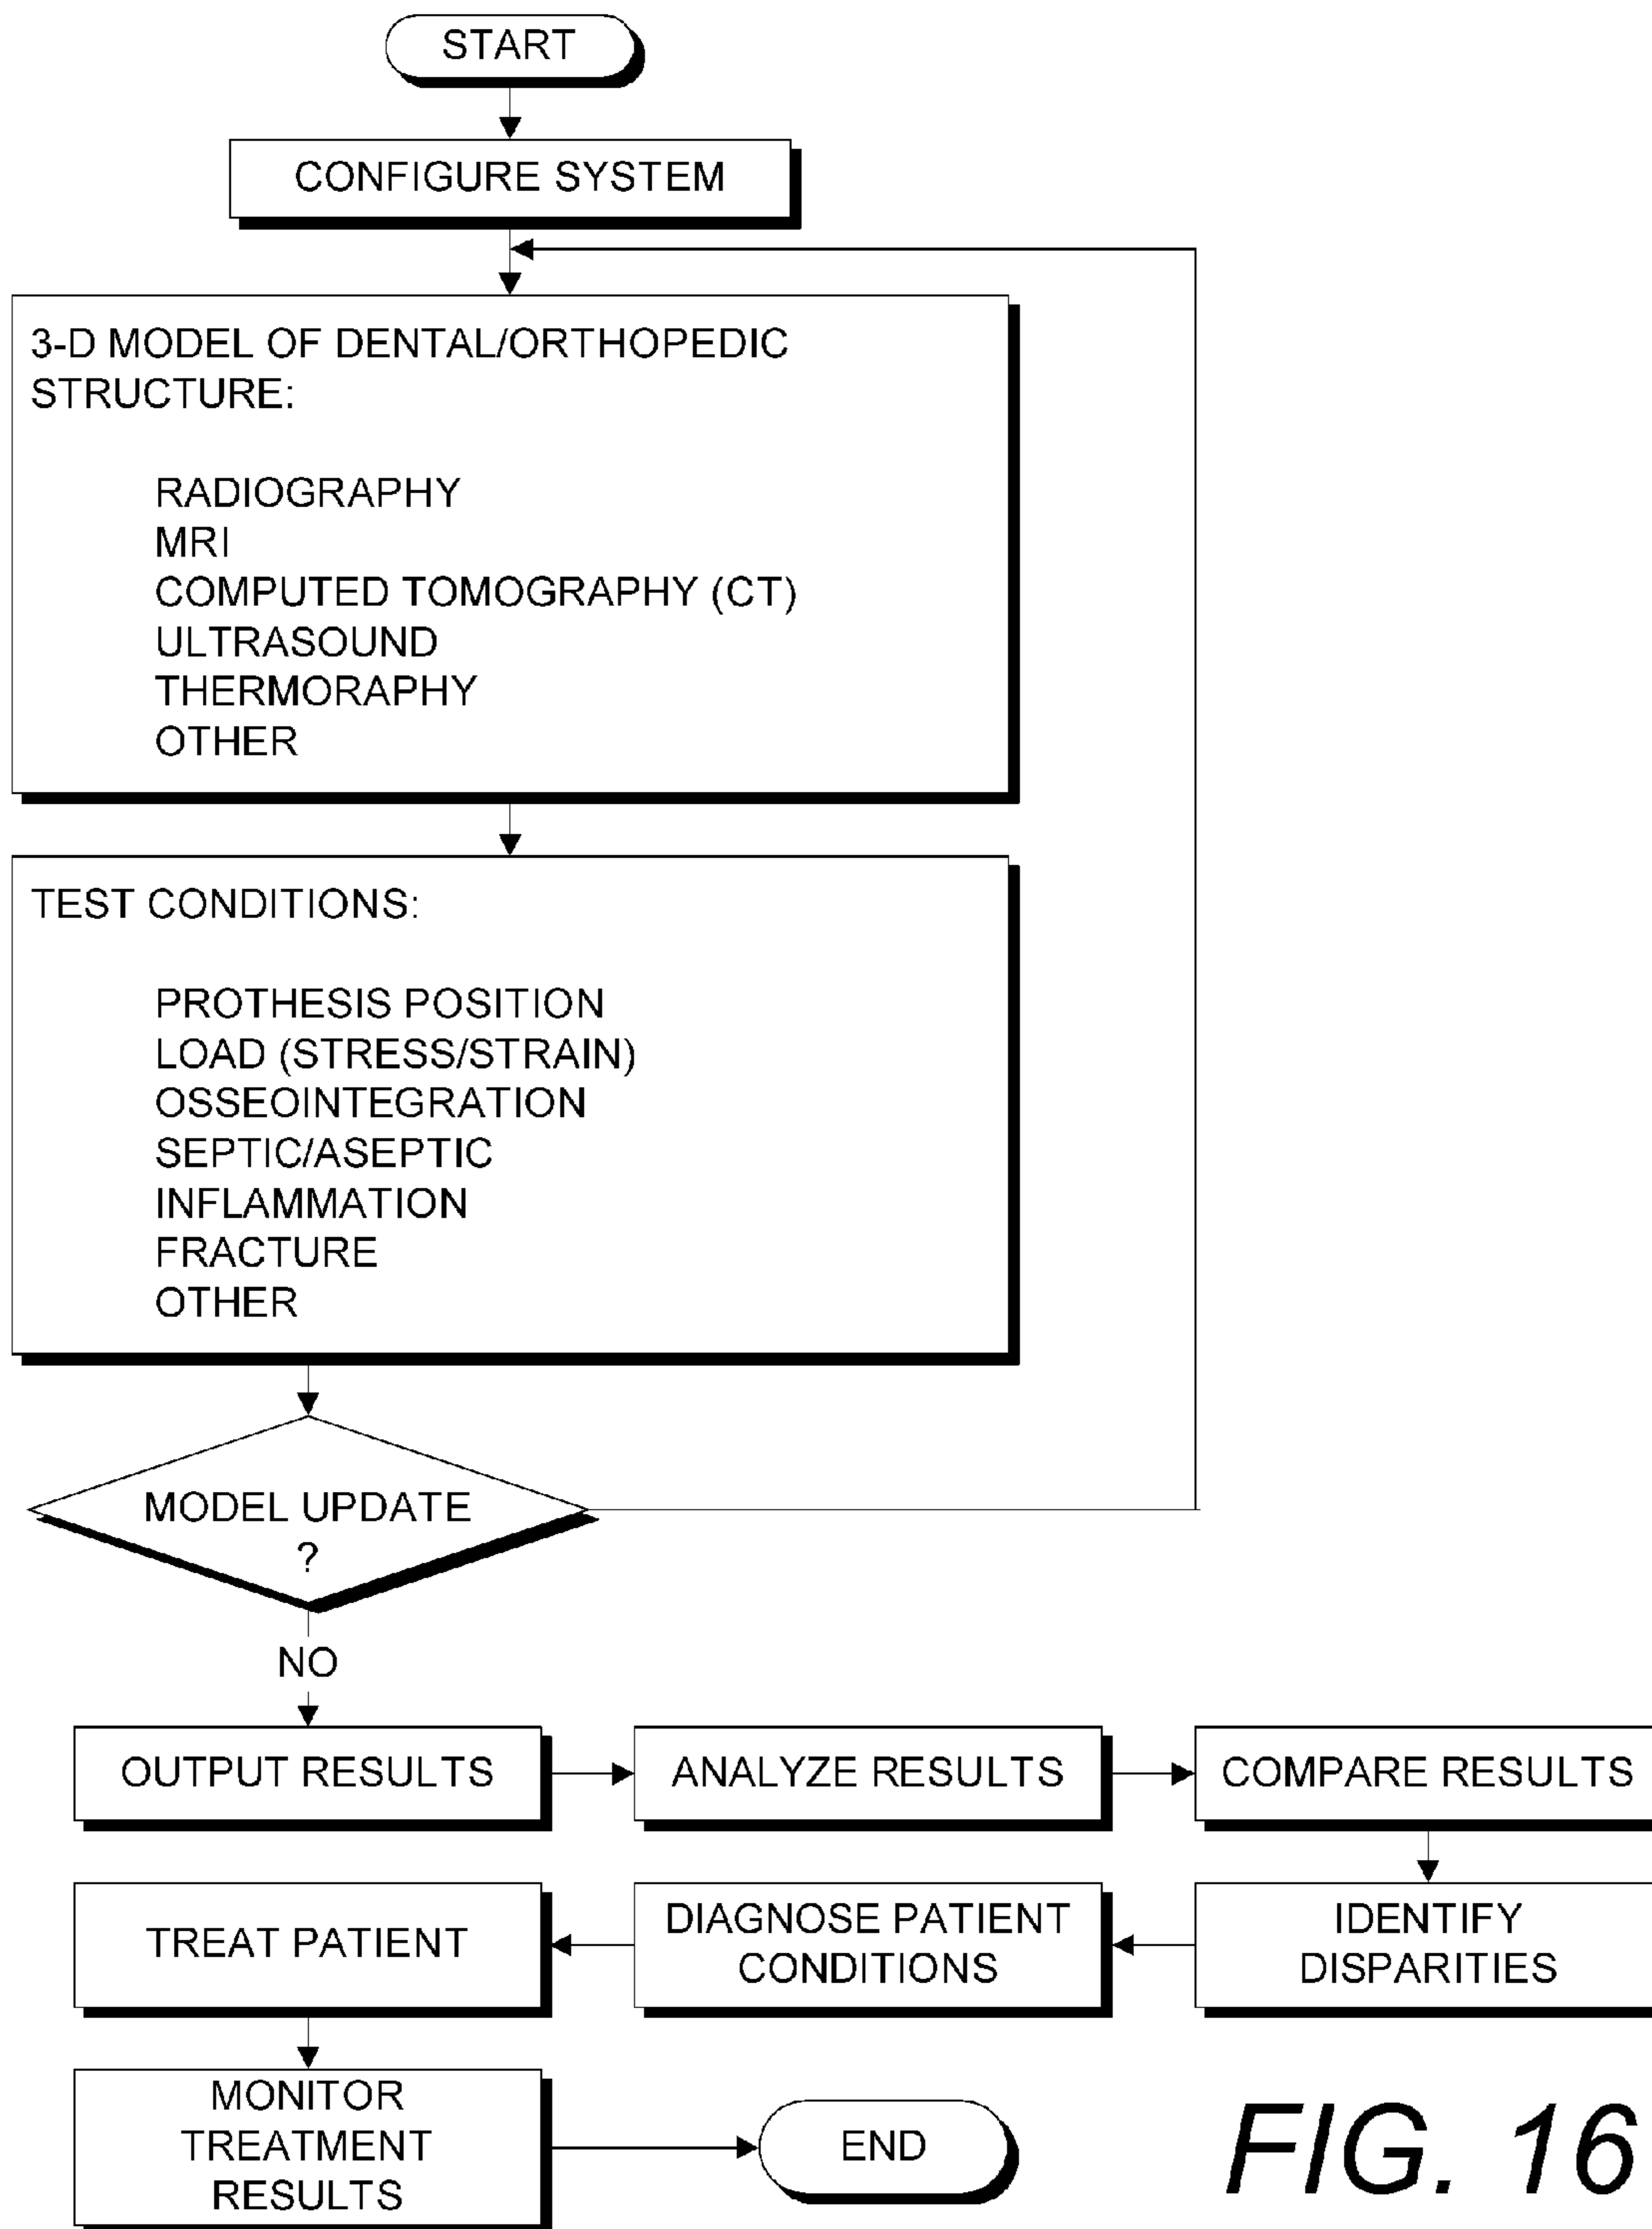 START
CONFIGURE SYSTEM
3-D MODEL OF DENTAL/ORTHOPEDIC
STRUCTURE:
RADIOGRAPHY
MRI
COMPUTED TOMOGRAPHY (CT)
ULTRASOUND
THERMORAPHY
OTHER
TEST CONDITIONS:
PROTHESIS POSITION
LOAD (STRESS/STRAIN)
OSSEOINTEGRATION
SEPTIC/ASEPTIC
INFLAMMATION
FRACTURE
OTHER
MODEL UPDATE
?
NO
OUTPUT RESULTS
ANALYZE RESULTS
COMPARE RESULTS
IDENTIFY
DISPARITIES
DIAGNOSE PATIENT
CONDITIONS
TREAT PATIENT
MONITOR
TREATMENT
RESULTS
END
FIG. 16